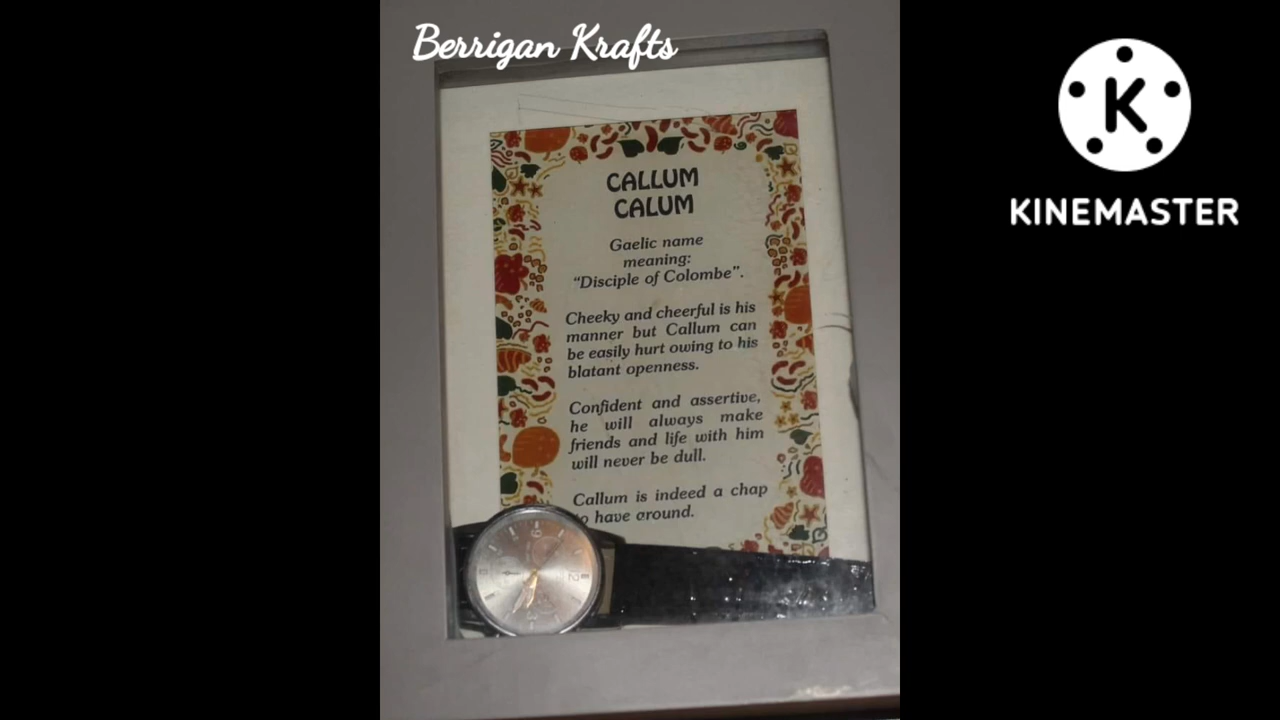 Berrigan Krafts
K
KINEMASTER
CALLUM
CALUM
Gaelic name
meaning:
“Disciple of Colombe”.
Cheeky and cheerful is his
manner but Callum can
be easily hurt owing to his
blatant openness.
Confident and assertive,
he will always make
friends and life with him
will never be dull.
Callum is indeed a chap
to have around.